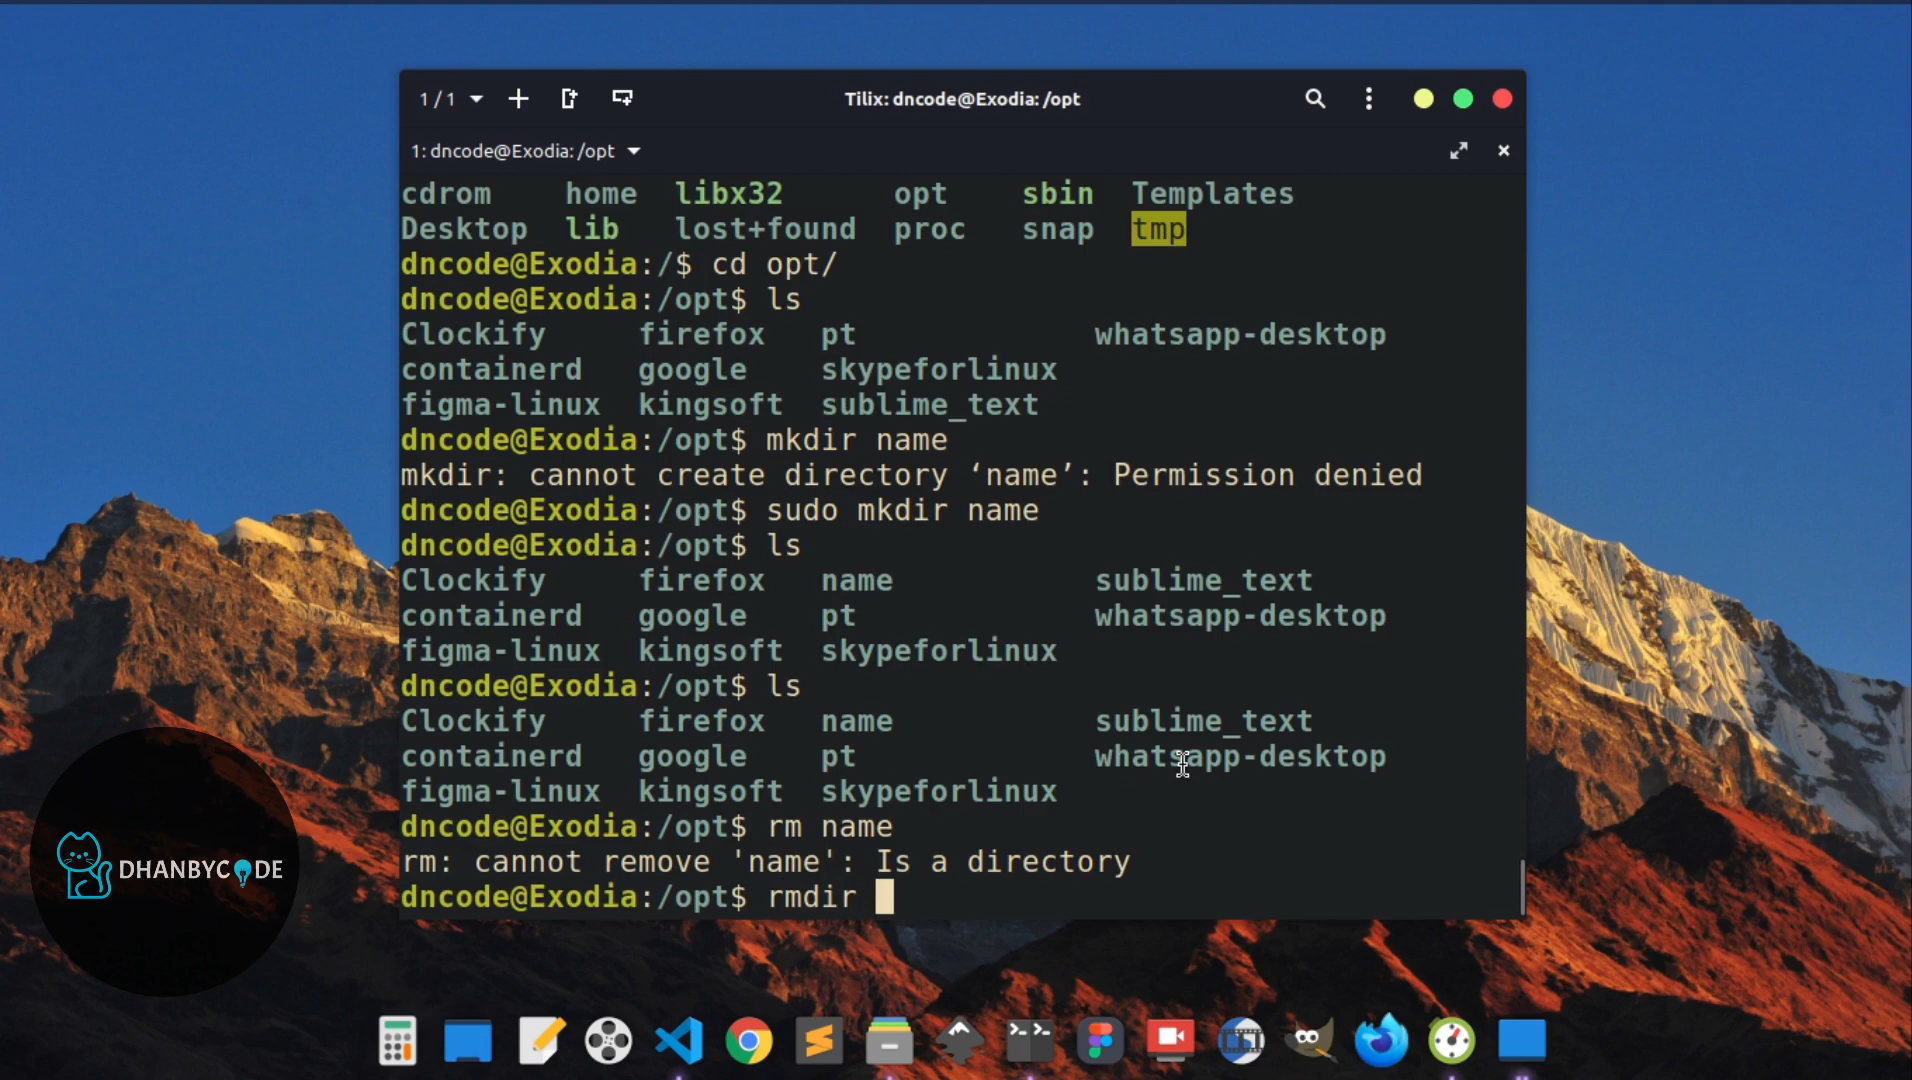 1 / 1
Tilix: dncode@Exodia: /opt
1: dncode@Exodia: /opt
cdrom home libx32 opt sbin Templates
Desktop lib lost+found proc snap tmp
dncode@Exodia:/$ cd opt/
dncode@Exodia:/opt$ ls
Clockify firefox pt whatsapp-desktop
containerd google skypeforlinux
figma-linux kingsoft sublime_text
dncode@Exodia:/opt$ mkdir name
mkdir: cannot create directory ‘name’: Permission denied
dncode@Exodia:/opt$ sudo mkdir name
dncode@Exodia:/opt$ ls
Clockify firefox name sublime_text
containerd google pt whatsapp-desktop
figma-linux kingsoft skypeforlinux
dncode@Exodia:/opt$ ls
Clockify firefox name sublime_text
containerd google pt whatsapp-desktop
figma-linux kingsoft skypeforlinux
dncode@Exodia:/opt$ rm name
rm: cannot remove 'name': Is a directory
dncode@Exodia:/opt$ rmdir
DHANBYCODE